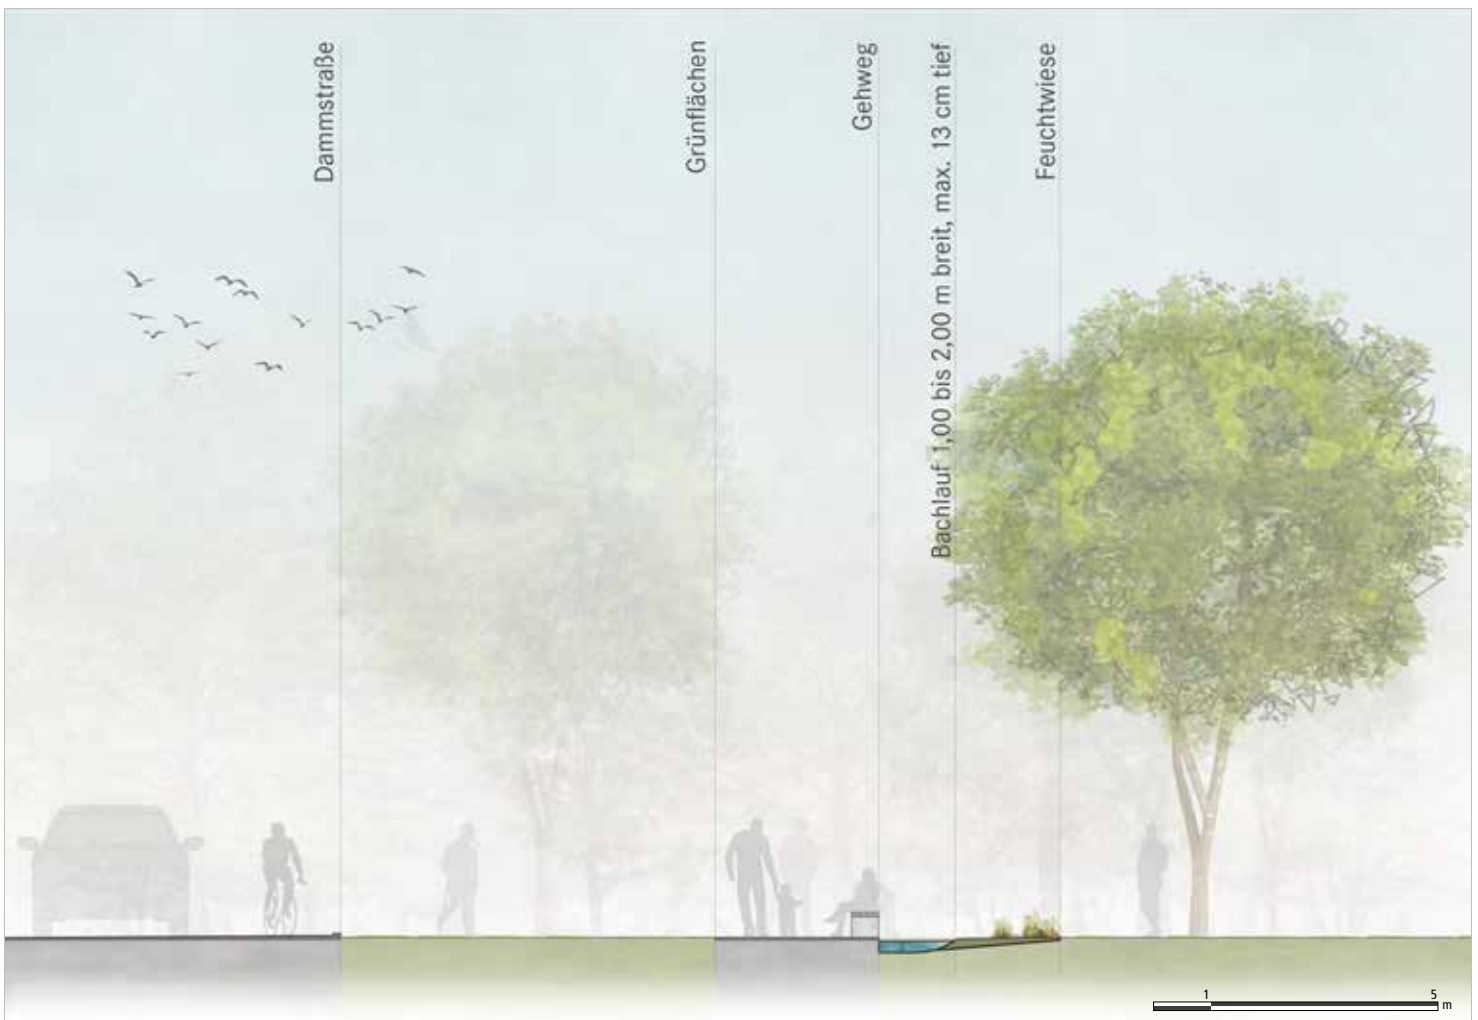 Dammstraße
Grünflächen
Gehweg
Bachlauf 1,00 bis 2,00 m breit, max. 13 cm tief
Feuchtwiese
1 5 m